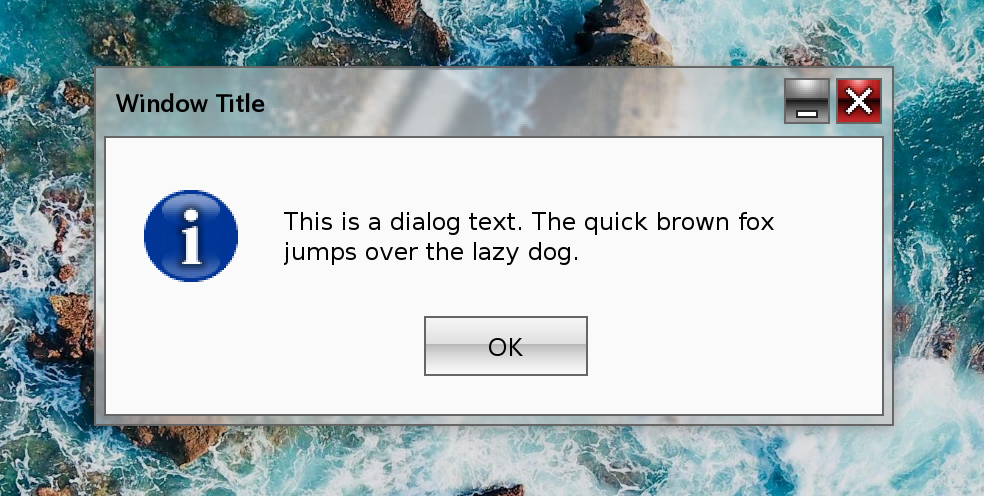 Window Title
This is a dialog text. The quick brown fox
jumps over the lazy dog.
OK